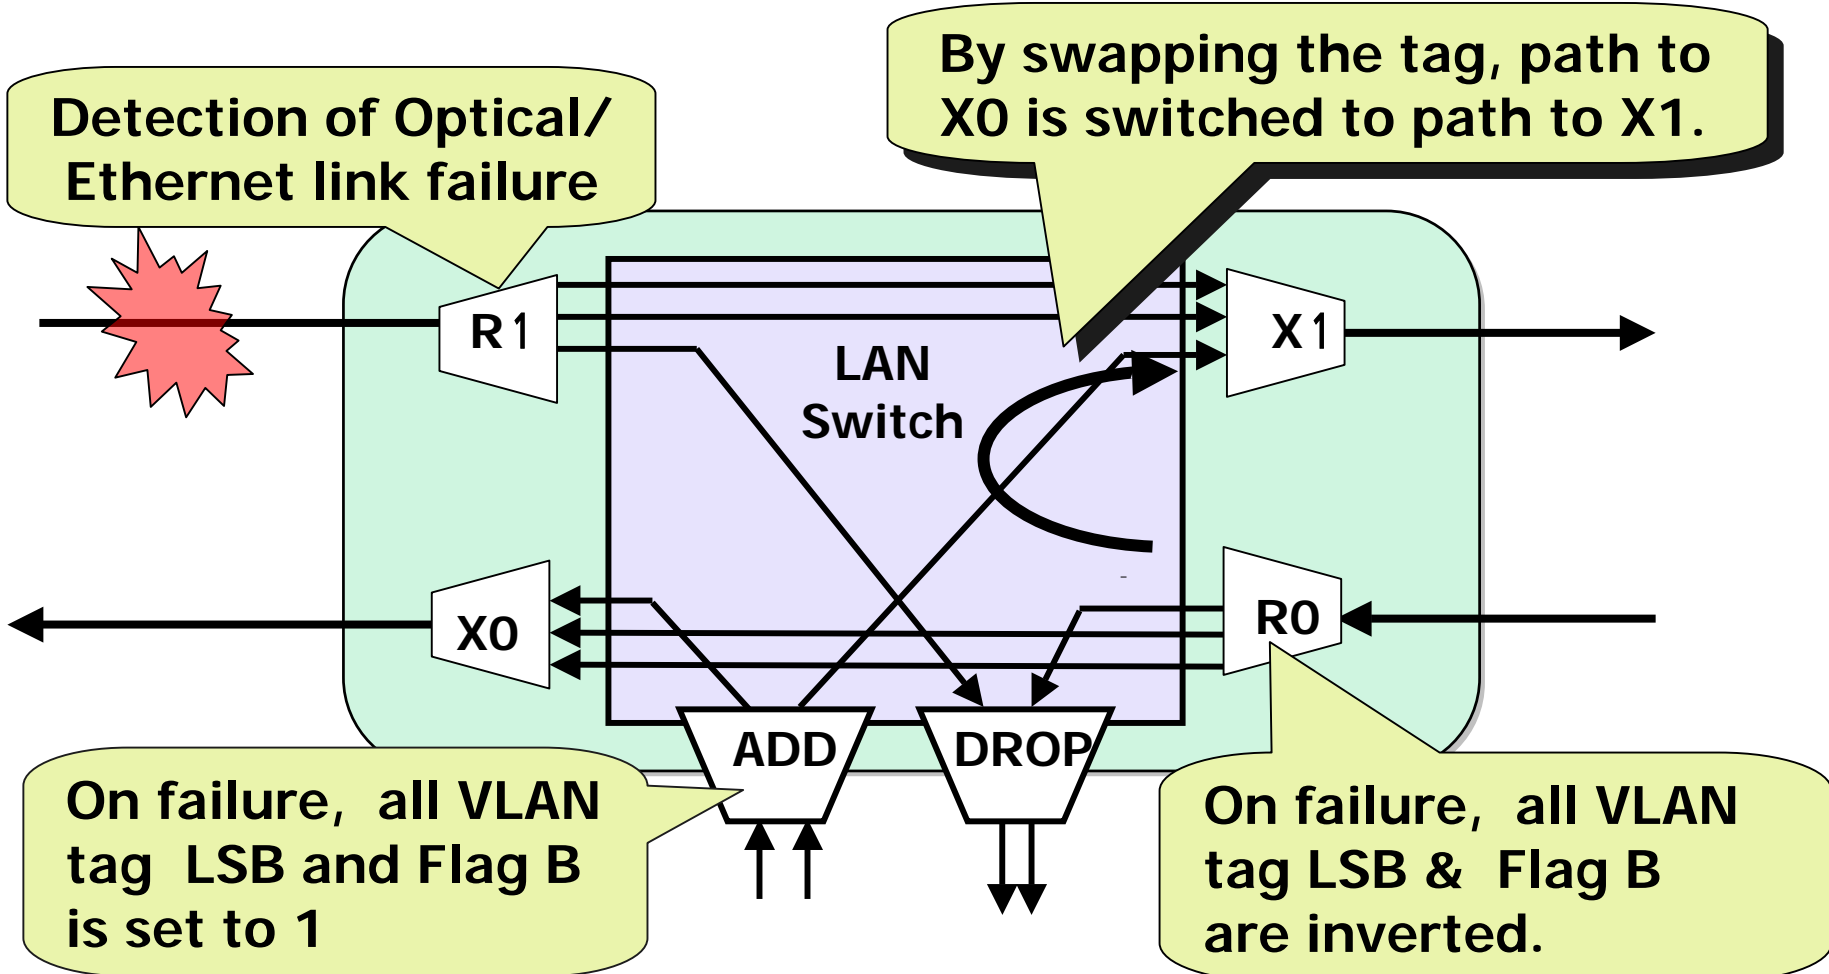 By swapping the tag, path to
X0 is switched to path to X1.
Detection of Optical/
Ethernet link failure
R1
X1
LAN
Switch
X0
R0
ADD
DROP
On failure, all VLAN
tag LSB and Flag B
is set to 1
On failure, all VLAN
tag LSB & Flag B
are inverted.